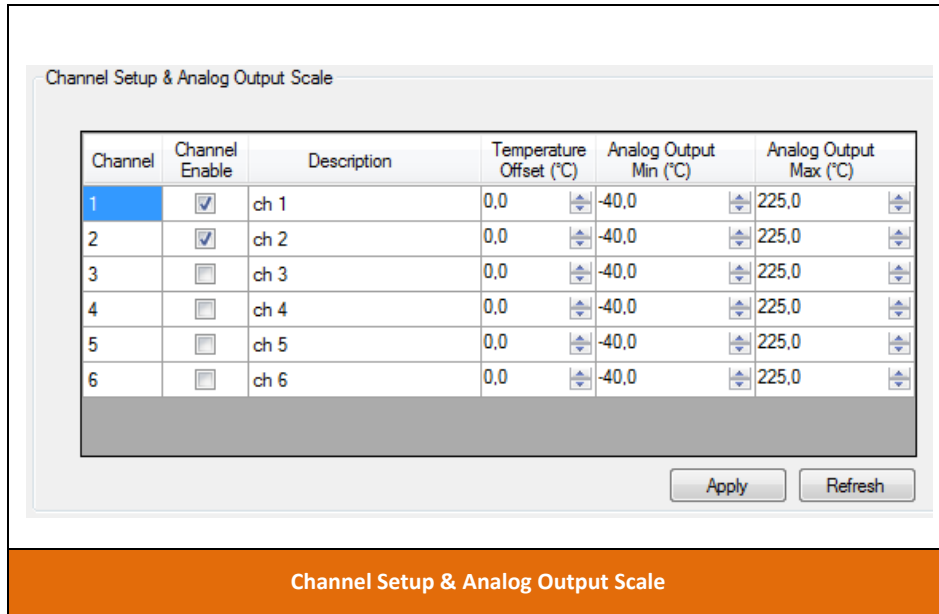 Channel Setup & Analog Output Scale
Channel Channel Enable Description Temperature Offset (°C) Analog Output Min (°C) Analog Output Max (°C)
1 ch 1 0,0 -40,0 225,0
2 ch 2 0,0 -40,0 225,0
3 ch 3 0,0 -40,0 225,0
4 ch 4 0,0 -40,0 225,0
5 ch 5 0,0 -40,0 225,0
6 ch 6 0,0 -40,0 225,0
Apply Refresh
Channel Setup & Analog Output Scale